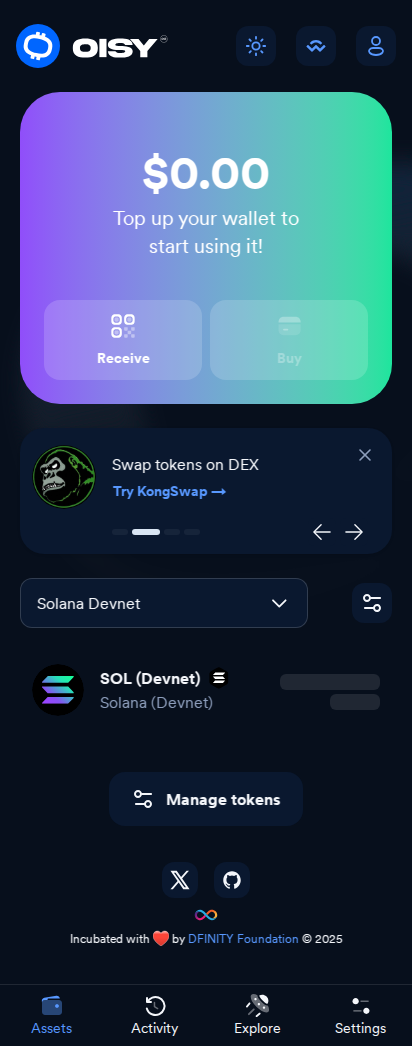 OISY
$0.00
Top up your wallet to
start using it!
Receive
Buy
Swap tokens on DEX
Try KongSwap →
Solana Devnet
SOL (Devnet)
Solana (Devnet)
Manage tokens
Incubated with ❤️ by DFINITY Foundation © 2025
Assets
Activity
Explore
Settings